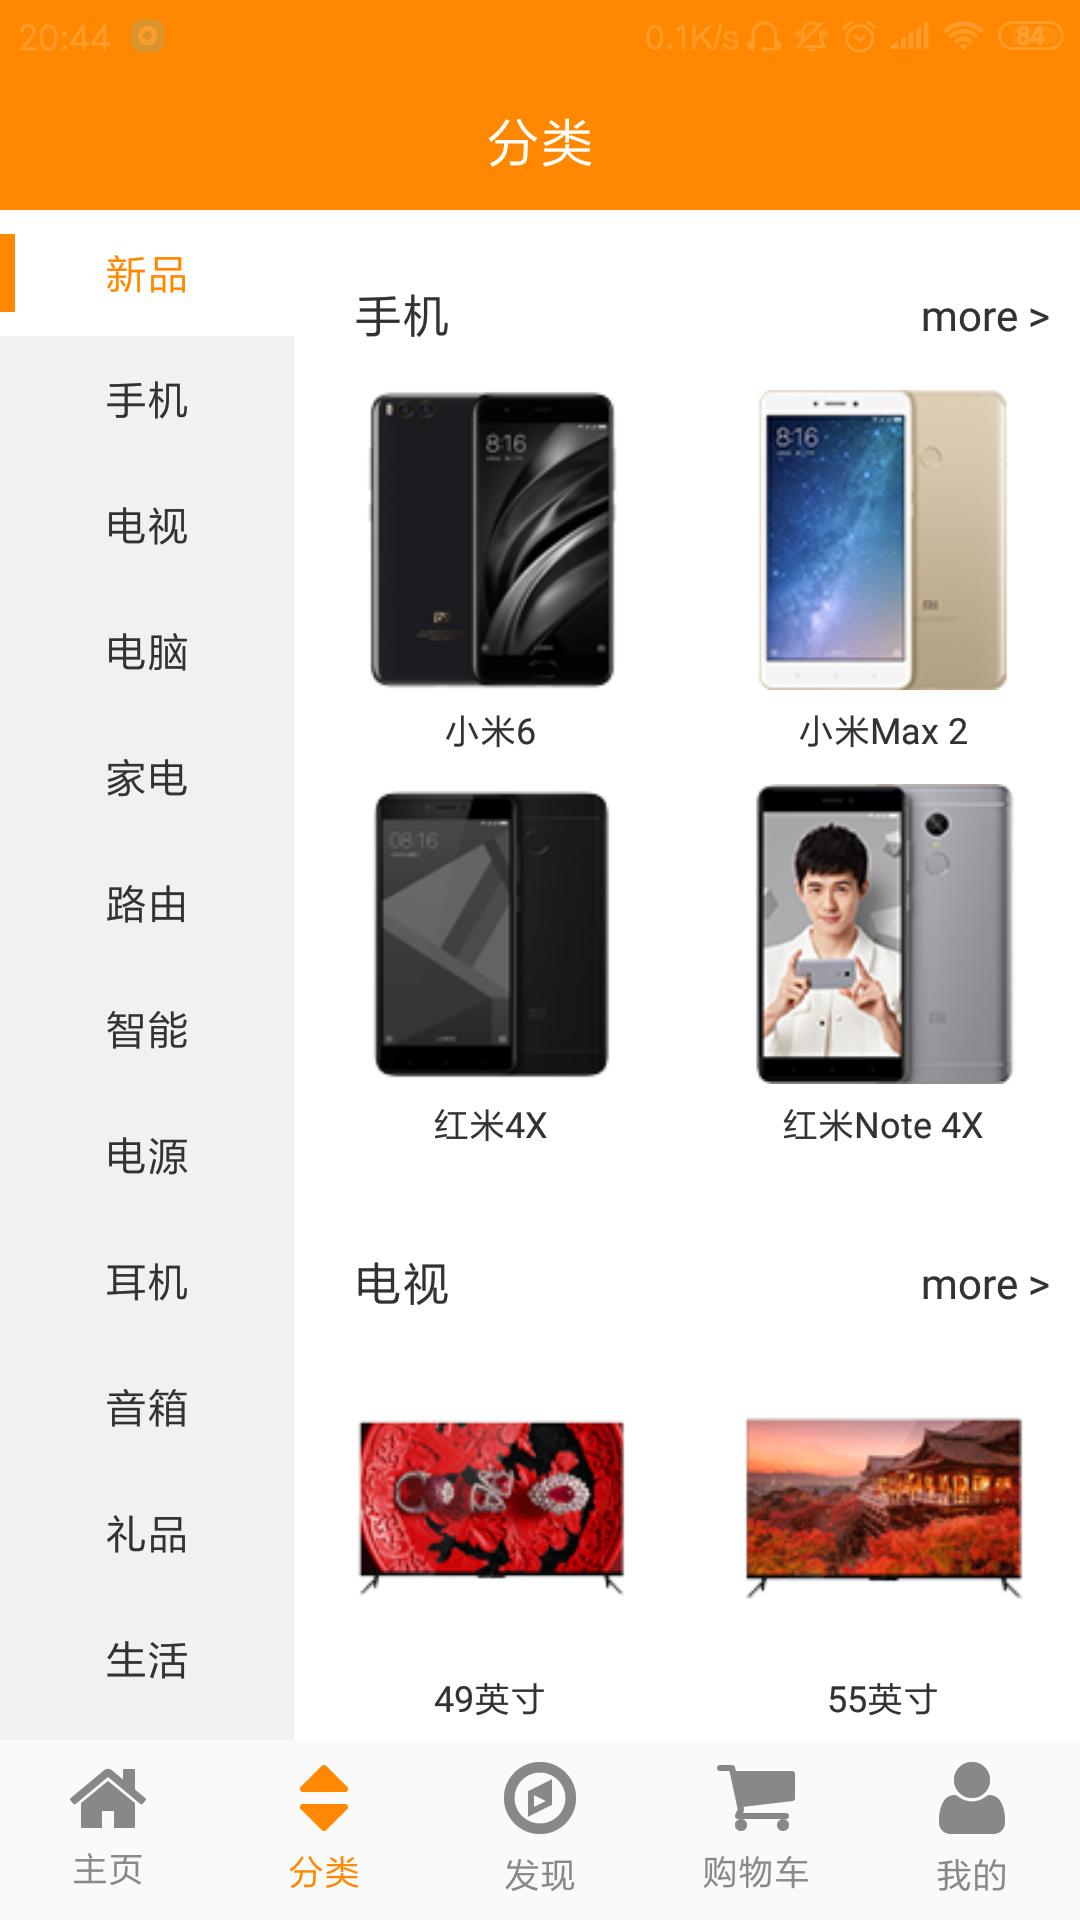 20:44
0.1K/s
84
分类
新品
手机
电视
电脑
家电
路由
智能
电源
耳机
音箱
礼品
生活
手机
more >
8:16
8:16
小米6
小米Max 2
08:16
红米4X
红米Note 4X
电视
more >
49英寸
55英寸
主页
分类
发现
购物车
我的